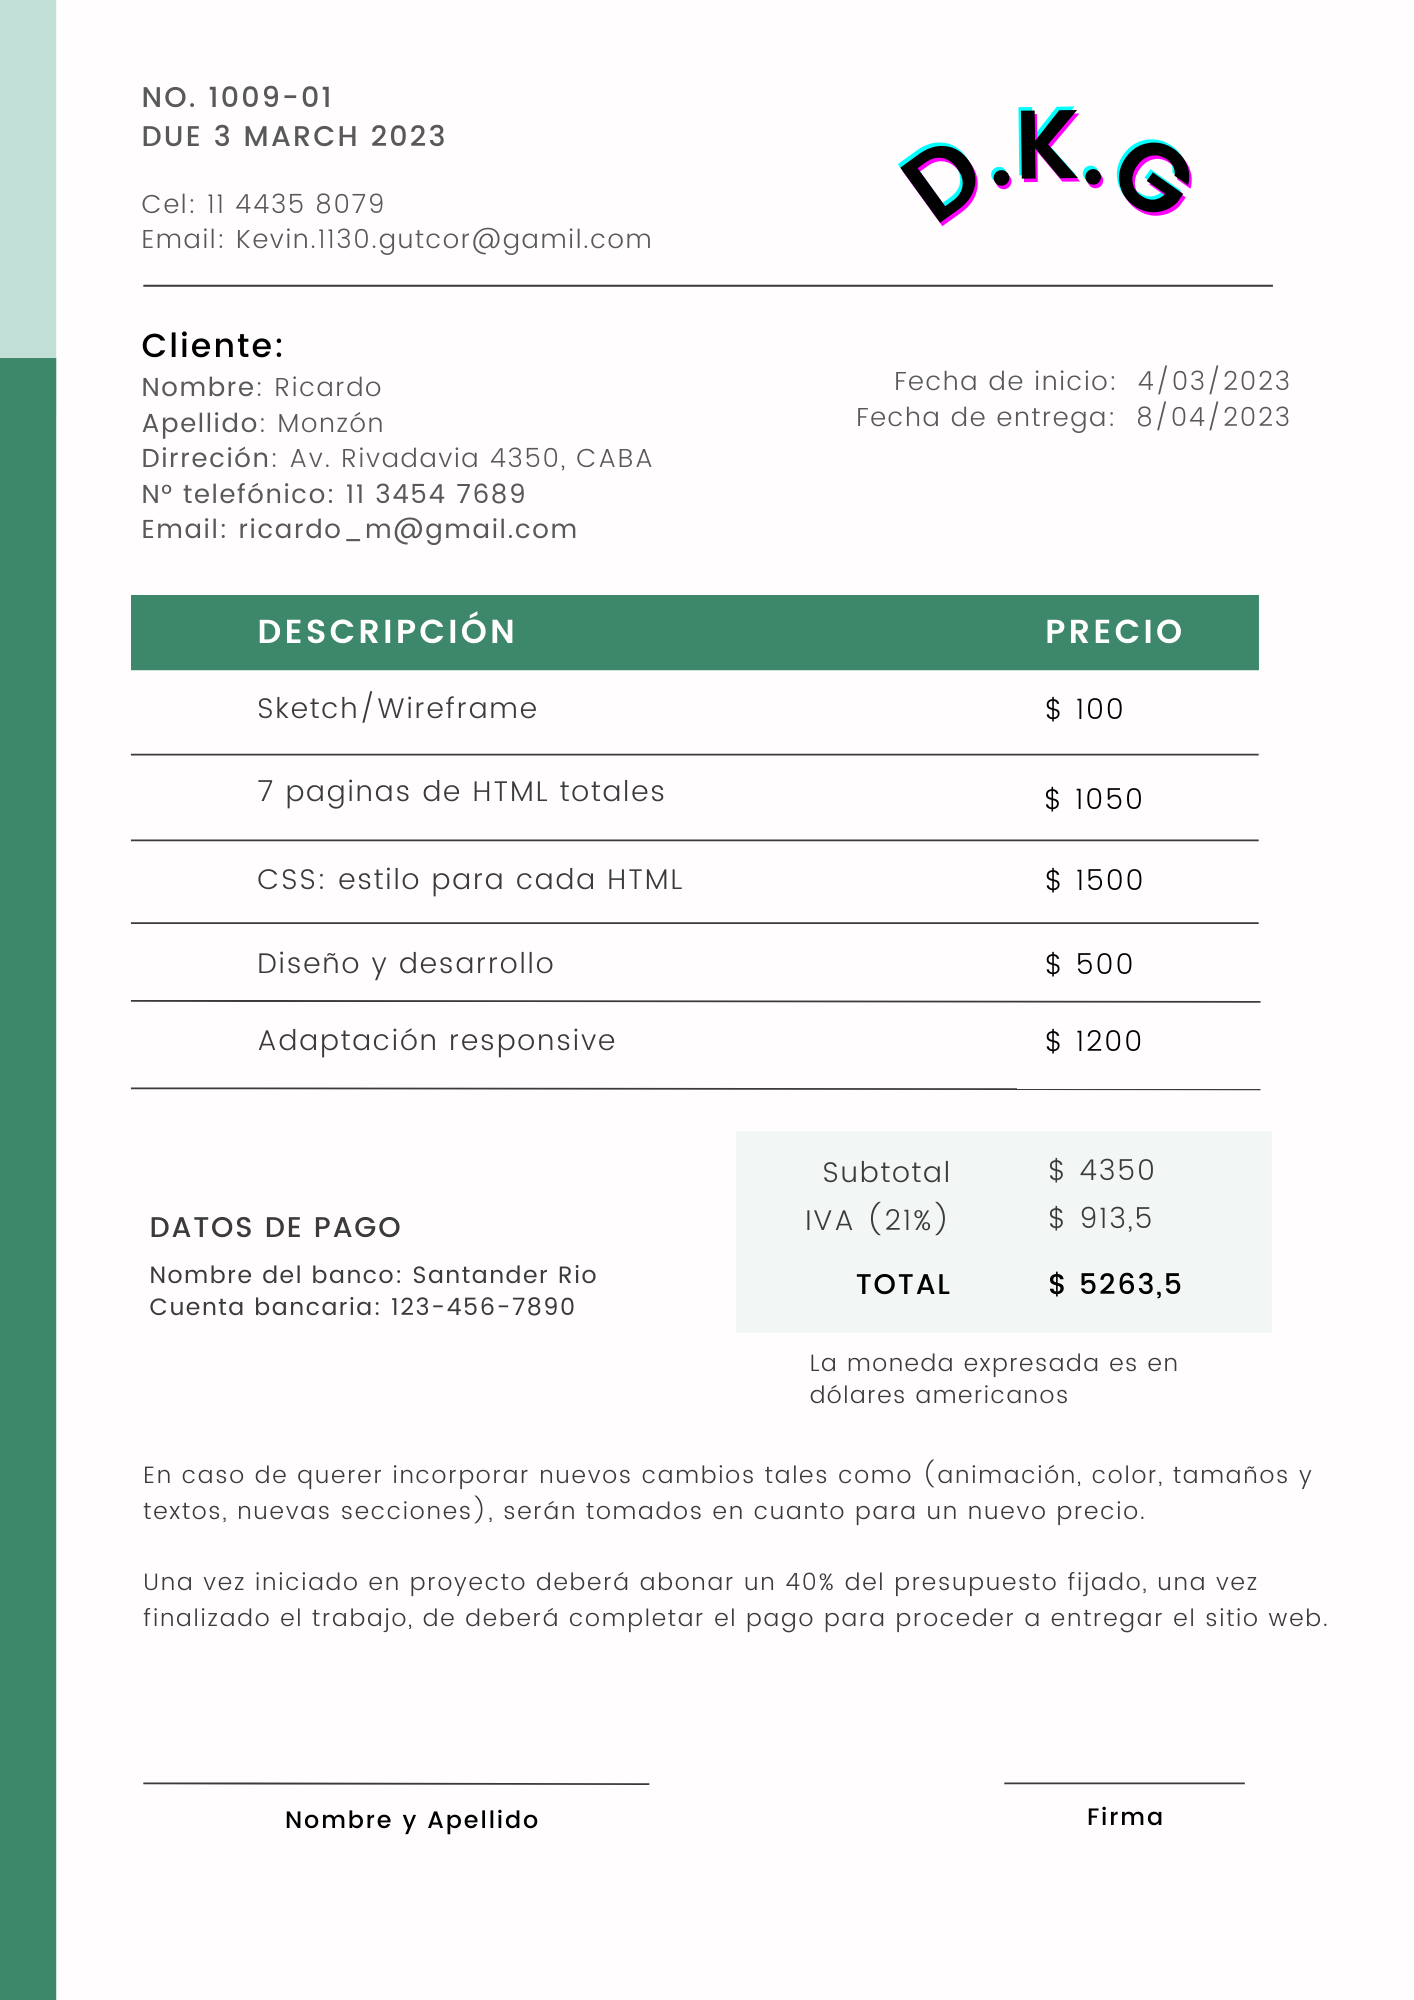 NO. 1009-01
DUE 3 MARCH 2023
Cel: 11 4435 8079
Email: Kevin.1130.gutcor@gamil.com
D.K.G
Cliente:
Nombre: Ricardo
Apellido: Monzón
Dirreción: Av. Rivadavia 4350, CABA
Nº telefónico: 11 3454 7689
Email: ricardo_m@gmail.com
Fecha de inicio: 4/03/2023
Fecha de entrega: 8/04/2023
DESCRIPCIÓN PRECIO
Sketch/Wireframe $ 100
7 paginas de HTML totales $ 1050
CSS: estilo para cada HTML $ 1500
Diseño y desarrollo $ 500
Adaptación responsive $ 1200
Subtotal $ 4350
IVA (21%) $ 913,5
TOTAL $ 5263,5
DATOS DE PAGO
Nombre del banco: Santander Rio
Cuenta bancaria: 123-456-7890
La moneda expresada es en
dólares americanos
En caso de querer incorporar nuevos cambios tales como (animación, color, tamaños y
textos, nuevas secciones), serán tomados en cuanto para un nuevo precio.
Una vez iniciado en proyecto deberá abonar un 40% del presupuesto fijado, una vez
finalizado el trabajo, de deberá completar el pago para proceder a entregar el sitio web.
Nombre y Apellido
Firma